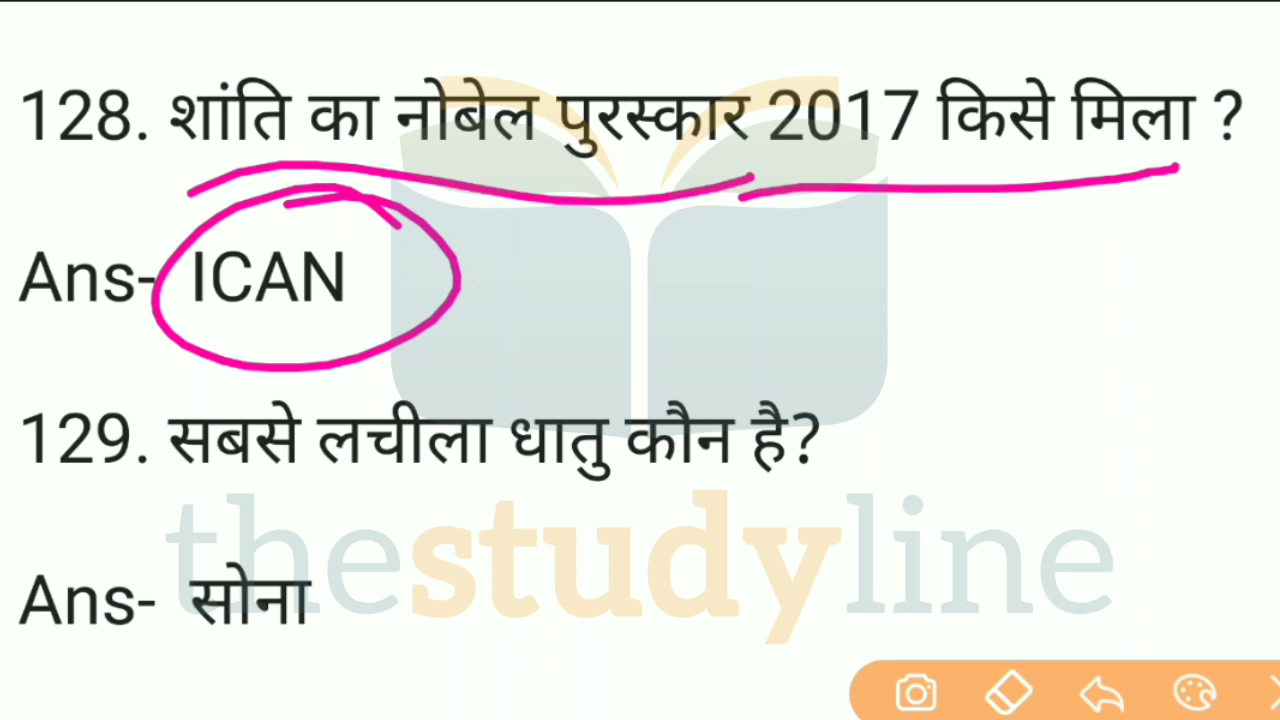 128. शांति का नोबेल पुरस्कार 2017 किसे मिला ?
Ans- ICAN
129. सबसे लचीला धातु कौन है?
thestudyline
Ans- सोना